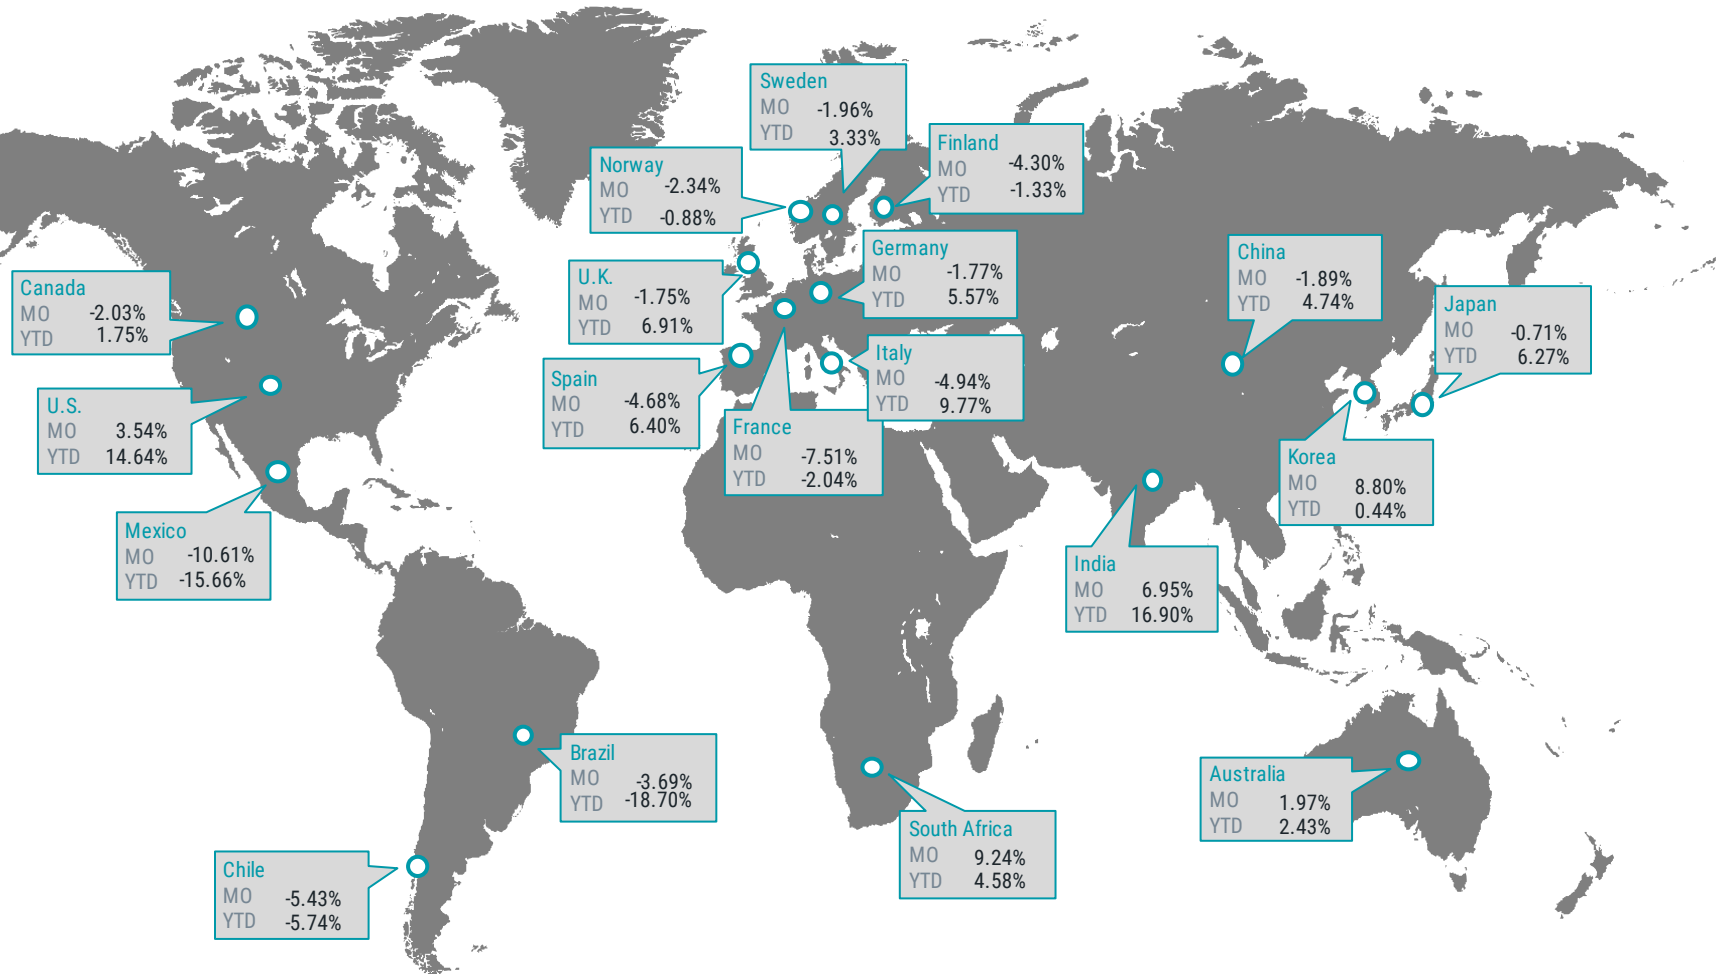 Sweden
MO -1.96%
YTD 3.33%
Finland
MO -4.30%
YTD -1.33%
Norway
MO -2.34%
YTD -0.88%
Germany
MO -1.77%
YTD 5.57%
China
MO -1.89%
YTD 4.74%
U.K.
MO -1.75%
YTD 6.91%
Canada
MO -2.03%
YTD 1.75%
Japan
MO -0.71%
YTD 6.27%
Italy
MO -4.94%
YTD 9.77%
Spain
MO -4.68%
YTD 6.40%
U.S.
MO 3.54%
YTD 14.64%
France
MO -7.51%
YTD -2.04%
Korea
MO 8.80%
YTD 0.44%
Mexico
MO -10.61%
YTD -15.66%
India
MO 6.95%
YTD 16.90%
Brazil
MO -3.69%
YTD -18.70%
Australia
MO 1.97%
YTD 2.43%
South Africa
MO 9.24%
YTD 4.58%
Chile
MO -5.43%
YTD -5.74%